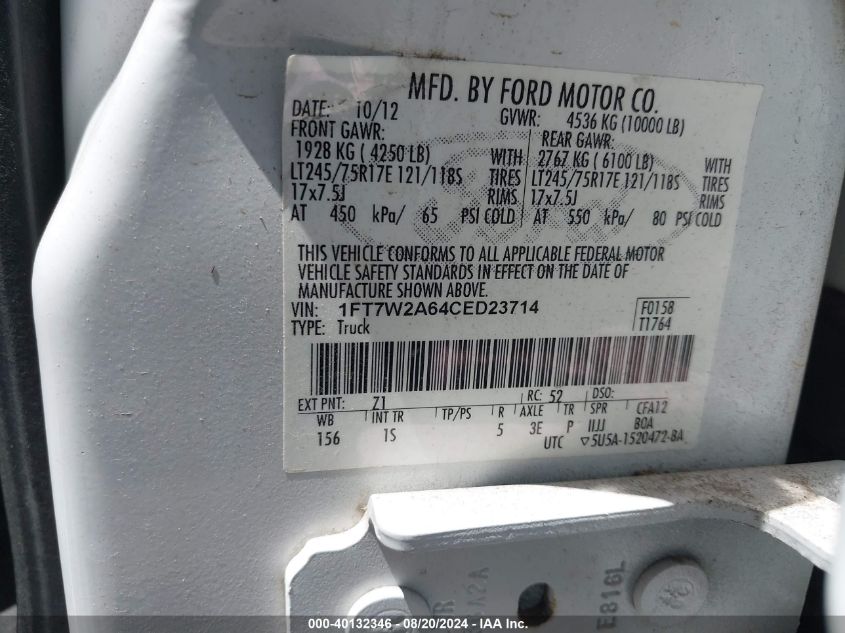 MFD. BY FORD MOTOR CO.
DATE: 10/12 GVWR: 4536 KG (10000 LB)
FRONT GAWR: REAR GAWR:
1928 KG ( 4250 LB) WITH 2767 KG ( 6100 LB) WITH
LT245/75R17E 121/118S TIRES LT245/75R17E 121/118S TIRES
17x7.5J RIMS 17x7.5J RIMS
AT 450 kPa/ 65 PSI COLD AT 550 kPa/ 80 PSI COLD
THIS VEHICLE CONFORMS TO ALL APPLICABLE FEDERAL MOTOR
VEHICLE SAFETY STANDARDS IN EFFECT ON THE DATE OF
MANUFACTURE SHOWN ABOVE.
VIN: 1FT7W2A64CED23714 F0158
TYPE: Truck T1764
EXT PNT: Z1 RC: 52 DSO:
WB INT TR TP/PS R AXLE TR SPR CFA12
156 1S 5 3E P IIJJ BOA
UTC ▽5U5A-1520472-BA
E816L
000-40132346 - 08/20/2024 - IAA Inc.